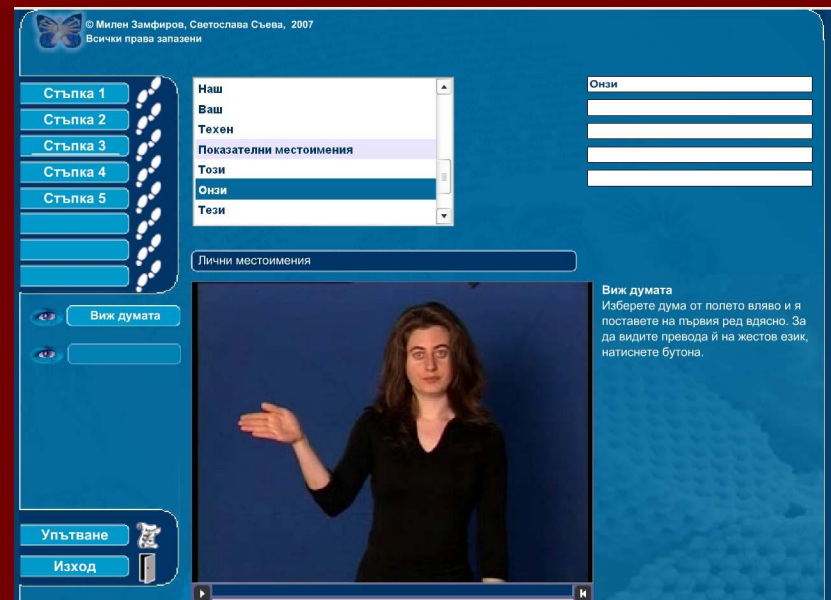 © Милен Замфиров, Светослава Съева, 2007
Всички права запазени
Стъпка 1
Стъпка 2
Стъпка 3
Стъпка 4
Стъпка 5
Виж думата
Упътване
Изход
Наш
Ваш
Техен
Показателни местоимения
Този
Онзи
Тези
Онзи
Лични местоимения
Виж думата
Изберете дума от полето вляво и я
поставете на първия ред вдясно. За
да видите превода й на жестов език,
натиснете бутона.